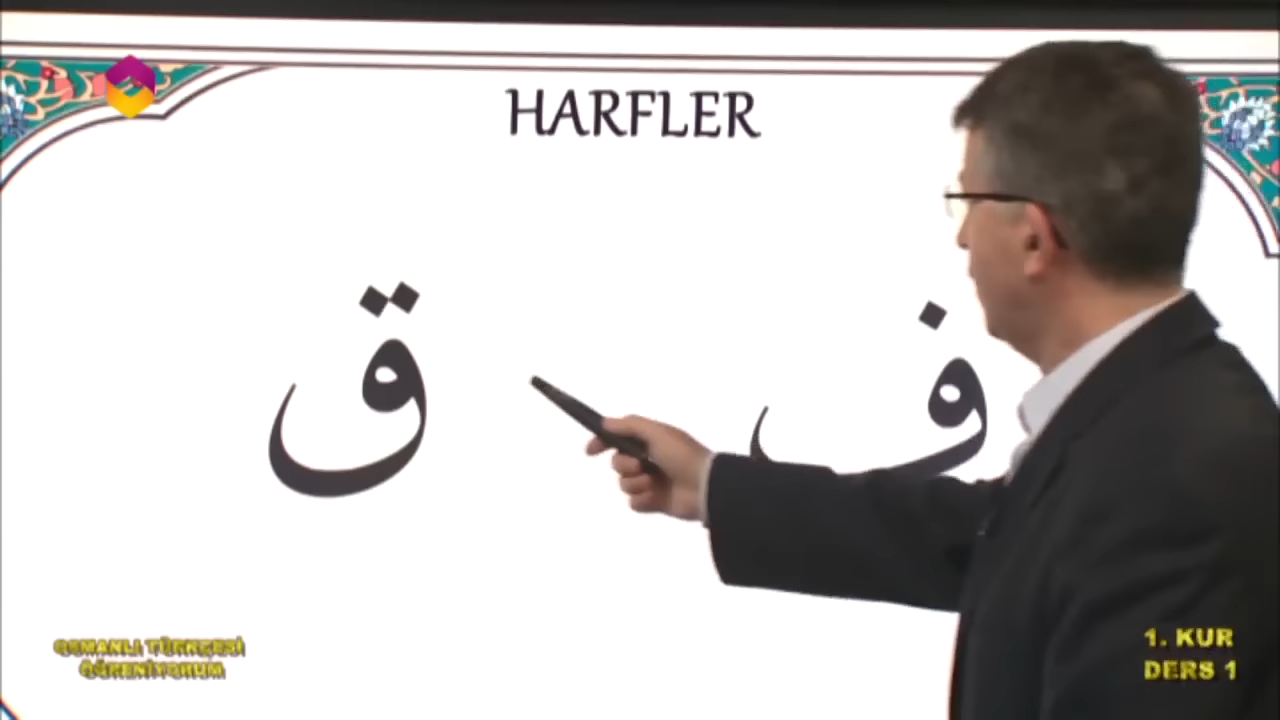 HARFLER
ف ق
OSMANLI TÜRKÇESİ
ÖĞRENİYORUM
1. KUR
DERS 1